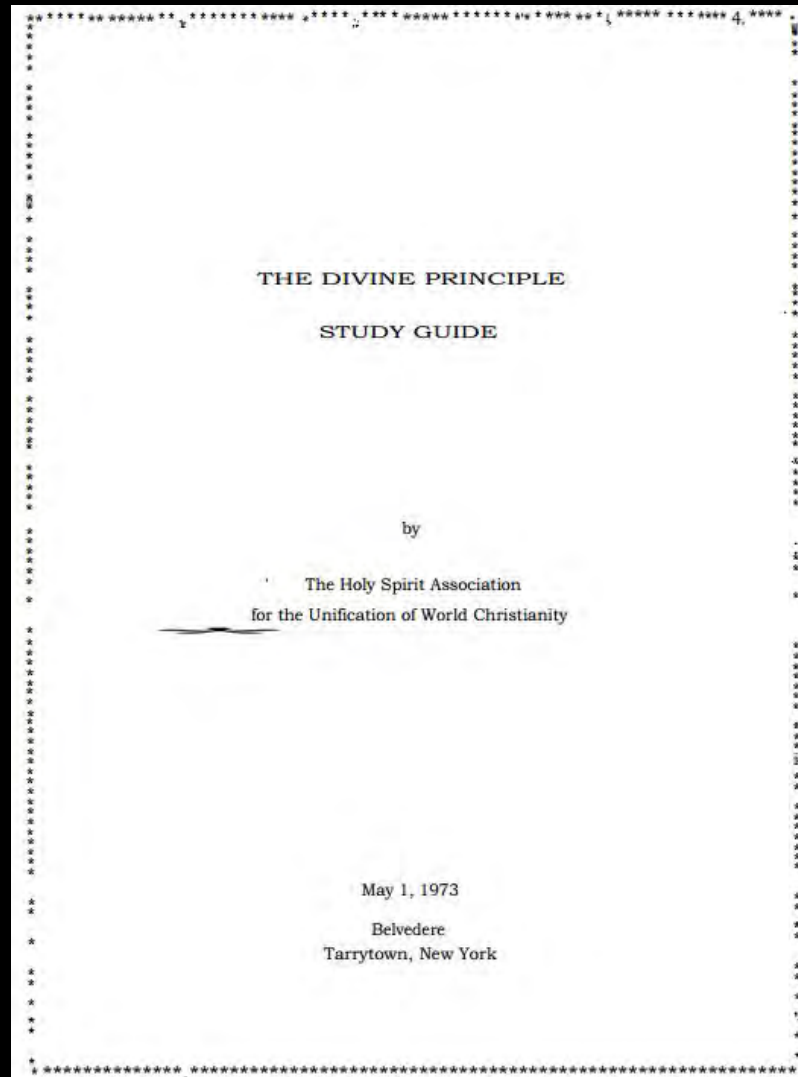 THE DIVINE PRINCIPLE
STUDY GUIDE
by
The Holy Spirit Association
for the Unification of World Christianity
May 1, 1973
Belvedere
Tarrytown, New York